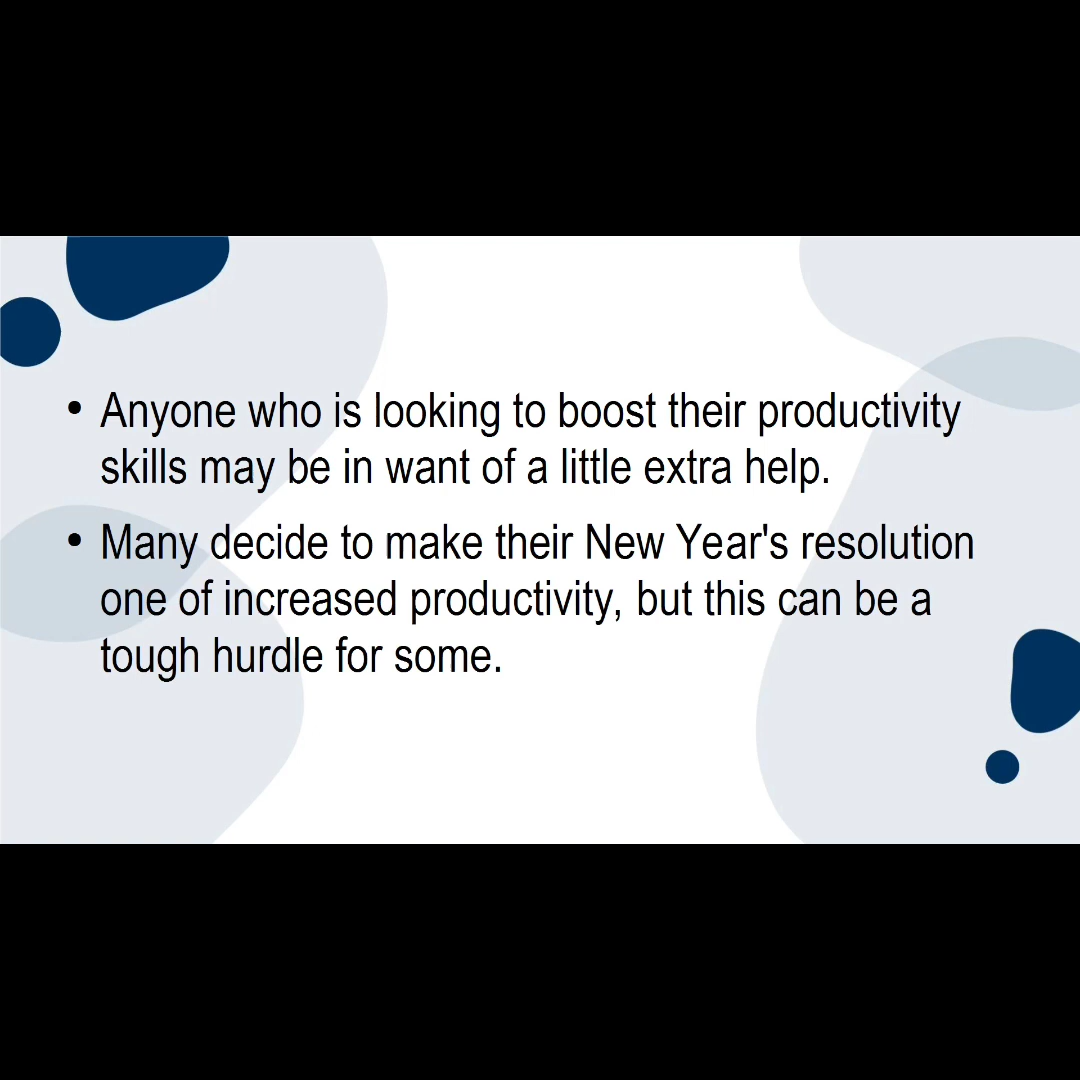 • Anyone who is looking to boost their productivity
skills may be in want of a little extra help.
• Many decide to make their New Year's resolution
one of increased productivity, but this can be a
tough hurdle for some.